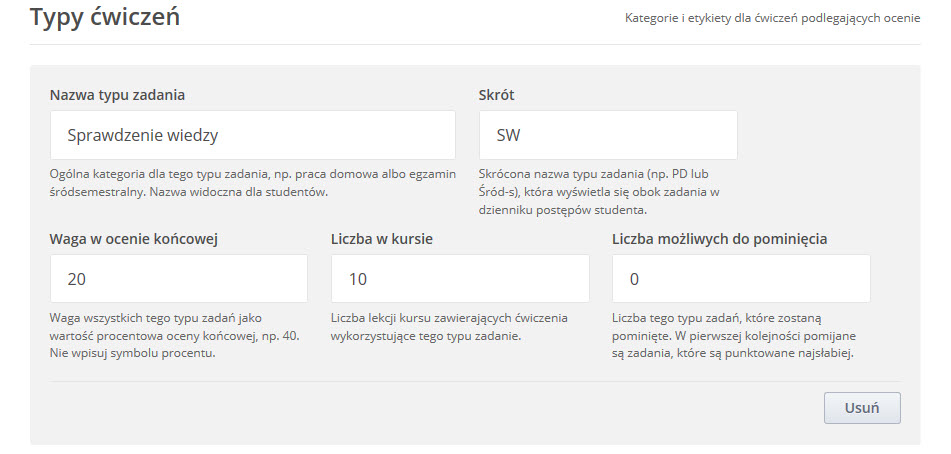 Typy ćwiczeń
Kategorie i etykiety dla ćwiczeń podlegających ocenie
Nazwa typu zadania
Sprawdzenie wiedzy
Ogólna kategoria dla tego typu zadania, np. praca domowa albo egzamin
śródsemestralny. Nazwa widoczna dla studentów.
Skrót
SW
Skrócona nazwa typu zadania (np. PD lub
Śród-s), która wyświetla się obok zadania w
dzienniku postępów studenta.
Waga w ocenie końcowej
20
Waga wszystkich tego typu zadań jako
wartość procentowa oceny końcowej, np. 40.
Nie wpisuj symbolu procentu.
Liczba w kursie
10
Liczba lekcji kursu zawierających ćwiczenia
wykorzystujące tego typu zadanie.
Liczba możliwych do pominięcia
0
Liczba tego typu zadań, które zostaną
pominięte. W pierwszej kolejności pomijane
są zadania, które są punktowane najsłabiej.
Usuń